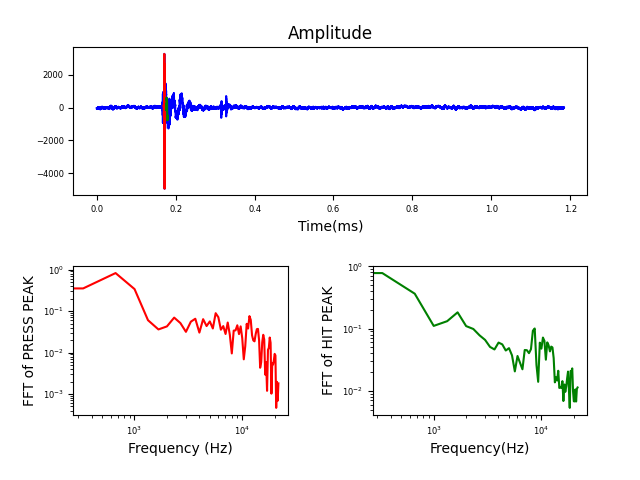 Amplitude
2000
0
−2000
−4000
0.0 0.2 0.4 0.6 0.8 1.0 1.2
Time(ms)
FFT of PRESS PEAK
10⁰
10⁻¹
10⁻²
10⁻³
10³ 10⁴
Frequency (Hz)
FFT of HIT PEAK
10⁰
10⁻¹
10⁻²
10³ 10⁴
Frequency(Hz)